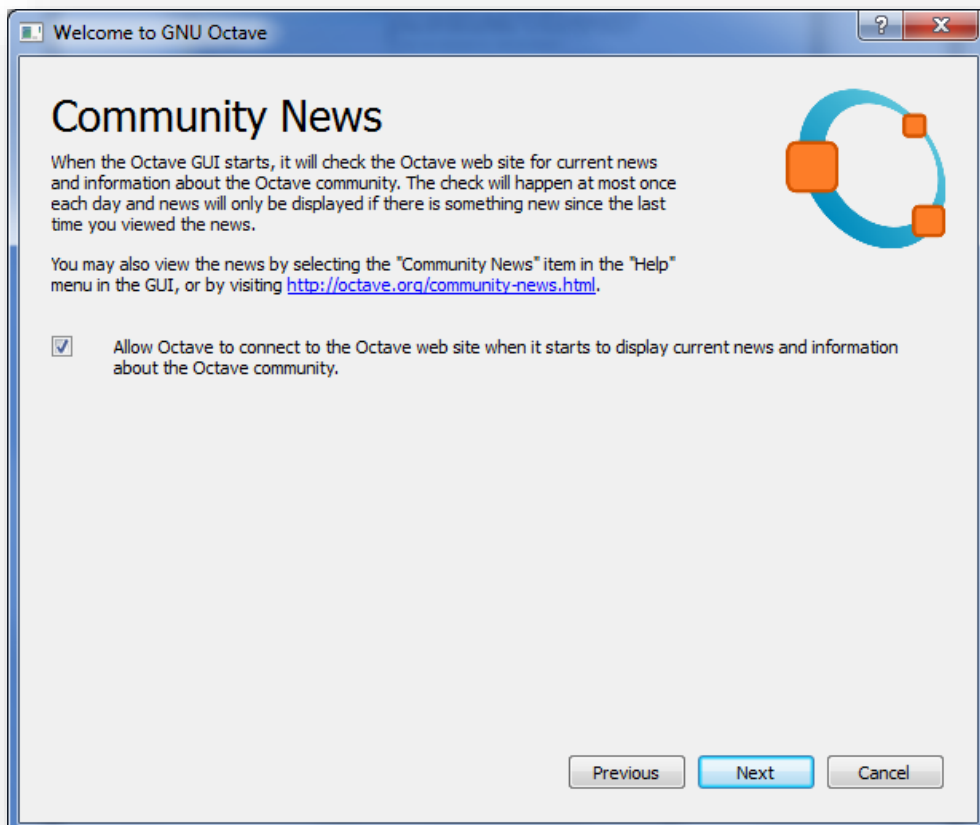 Welcome to GNU Octave
?
Community News
When the Octave GUI starts, it will check the Octave web site for current news
and information about the Octave community. The check will happen at most once
each day and news will only be displayed if there is something new since the last
time you viewed the news.
You may also view the news by selecting the "Community News" item in the "Help"
menu in the GUI, or by visiting http://octave.org/community-news.html.
Allow Octave to connect to the Octave web site when it starts to display current news and information
about the Octave community.
Previous Next Cancel